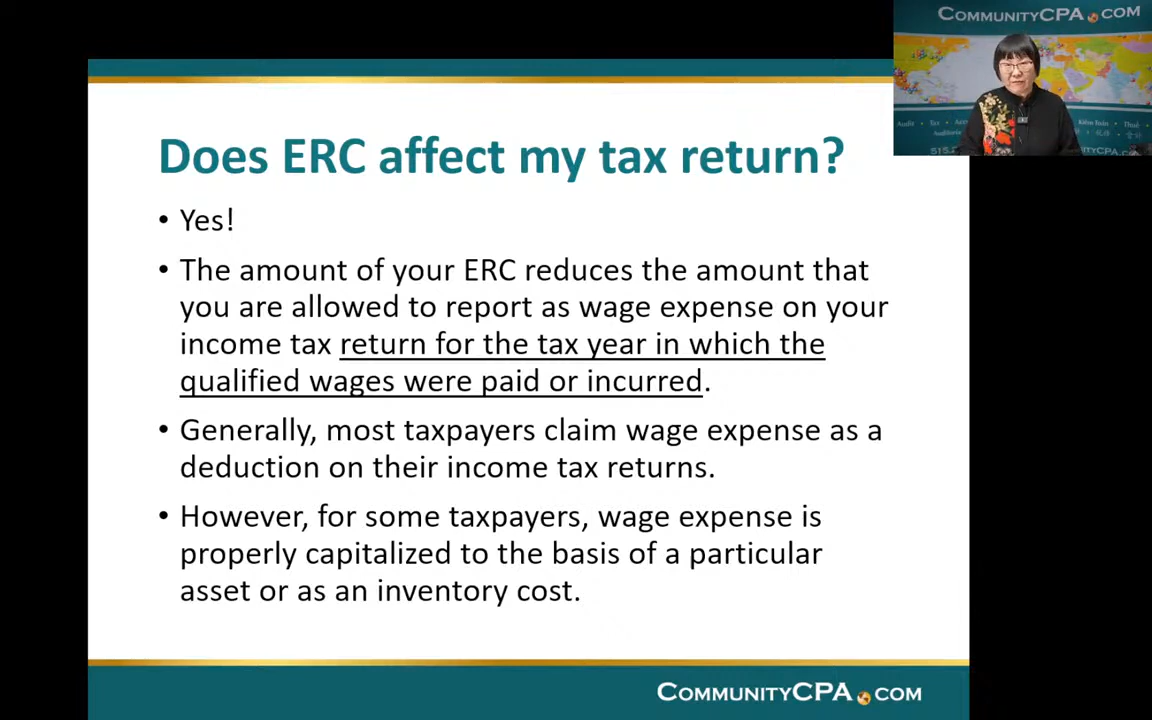 COMMUNITYCPA.COM
Does ERC affect my tax return?
• Yes!
• The amount of your ERC reduces the amount that
you are allowed to report as wage expense on your
income tax return for the tax year in which the
qualified wages were paid or incurred.
• Generally, most taxpayers claim wage expense as a
deduction on their income tax returns.
• However, for some taxpayers, wage expense is
properly capitalized to the basis of a particular
asset or as an inventory cost.
COMMUNITYCPA.COM